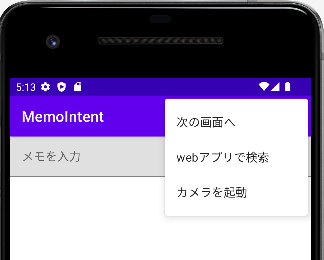 5:13
MemoIntent
メモを入力
次の画面へ
webアプリで検索
カメラを起動